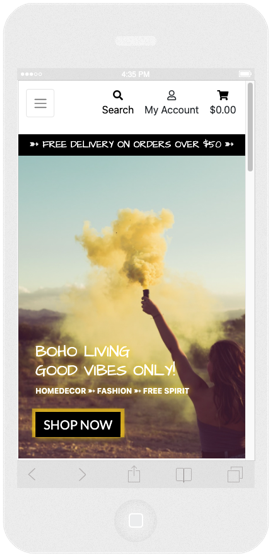 4:35 PM
Search My Account $0.00
FREE DELIVERY ON ORDERS OVER $50
BOHO LIVING
GOOD VIBES ONLY!
HOMEDECOR ➳ FASHION ➳ FREE SPIRIT
SHOP NOW